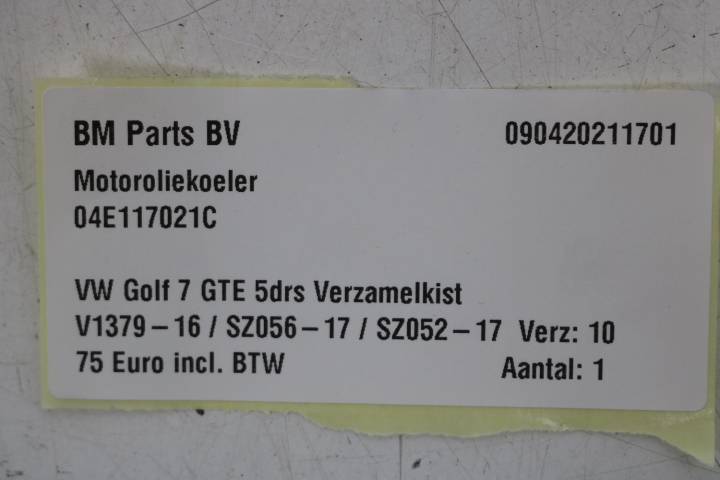 BM Parts BV 090420211701
Motoroliekoeler
04E117021C
VW Golf 7 GTE 5drs Verzamelkist
V1379-16 / SZ056-17 / SZ052-17 Verz: 10
75 Euro incl. BTW Aantal: 1